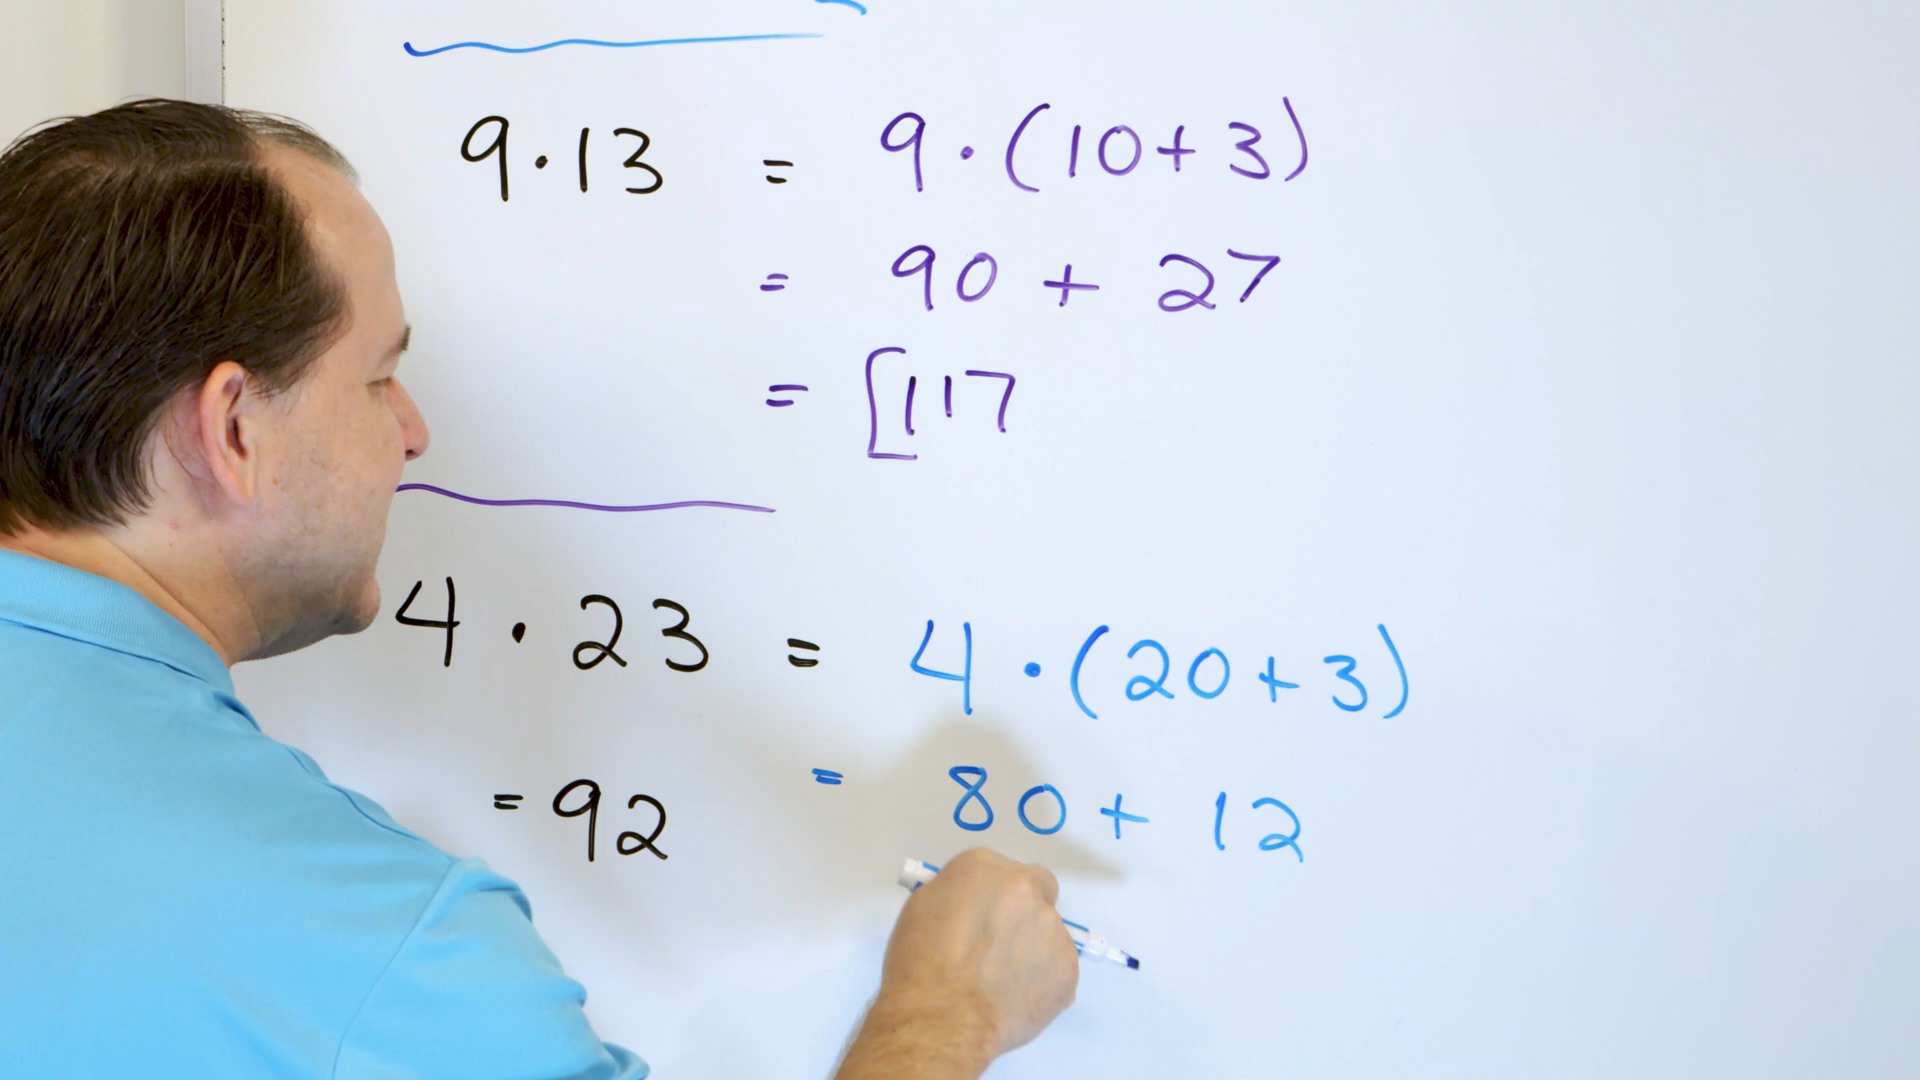 9·13 = 9·(10+3)
= 90 + 27
= [117
4·23 = 4·(20+3)
= 92 = 80 + 12